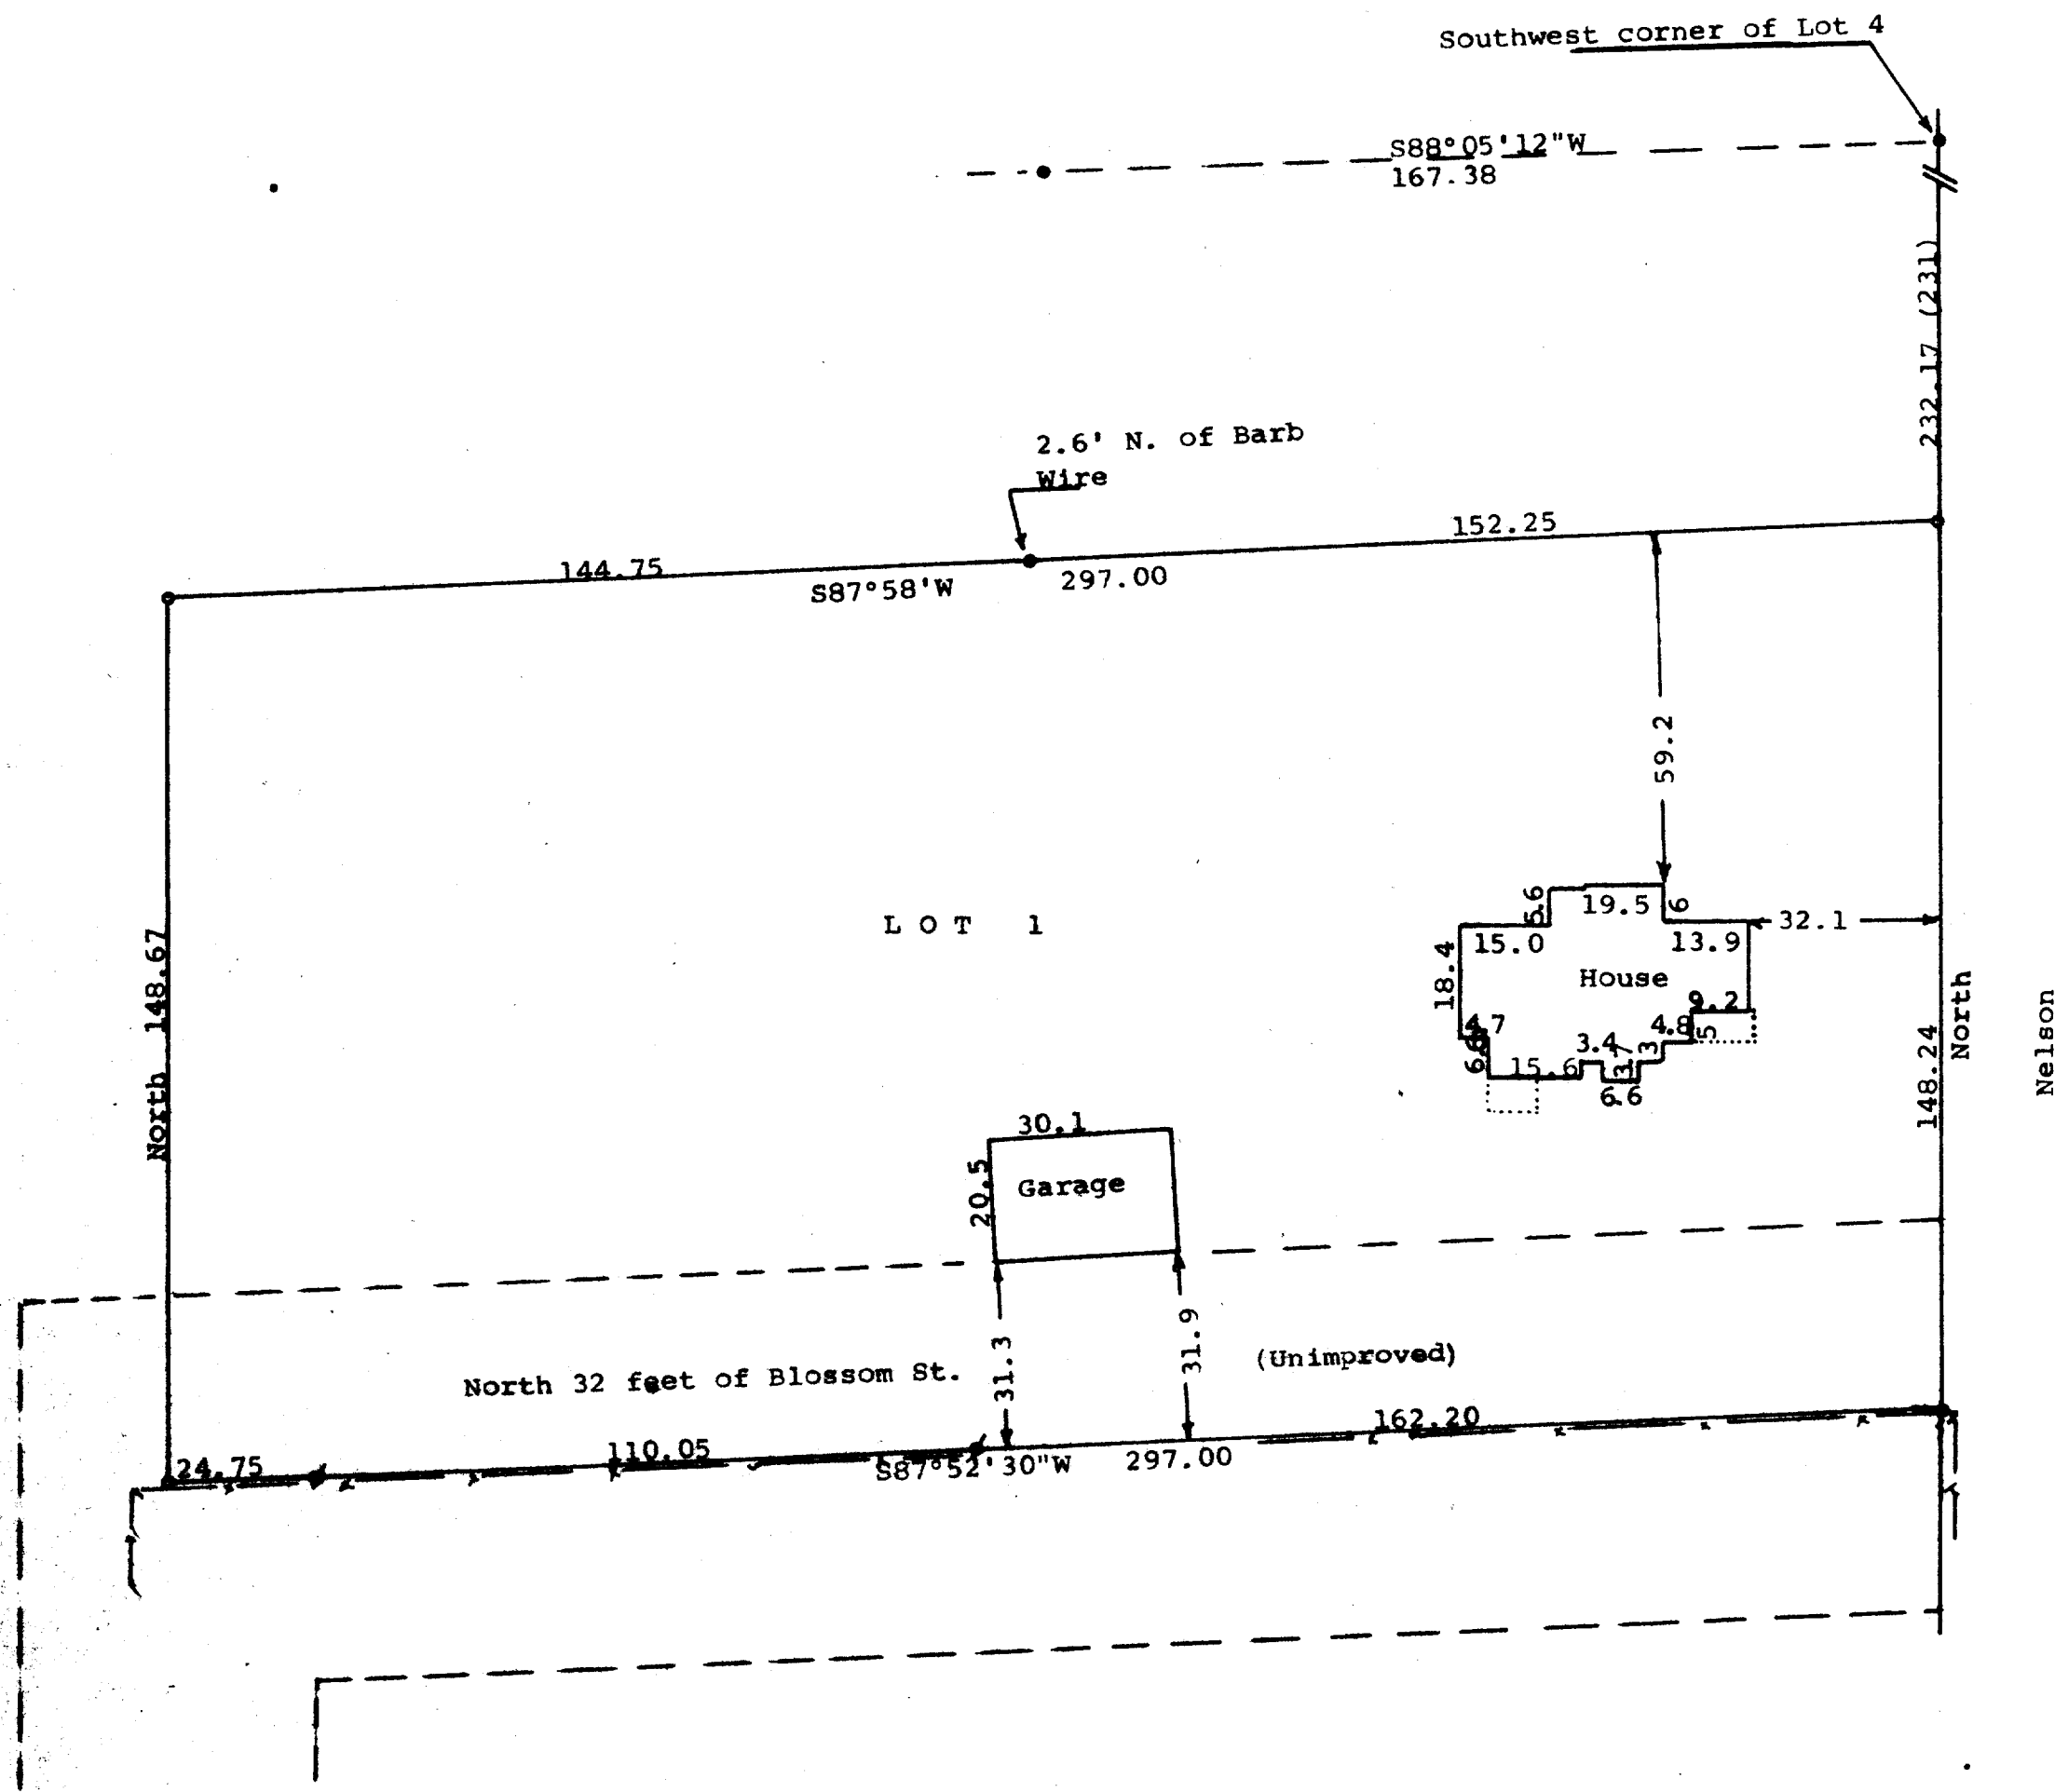 Southwest corner of Lot 4
S88°05'12"W
167.38
232.17 (231)
2.6' N. of Barb
Wire
152.25
144.75
S87°58'W
297.00
59.2
North 148.67
LOT 1
5.6
19.5
6
32.1
15.0
13.9
18.4
House
9.2
4.7
4.8
5
3.4
3
3.7
15.6
6.6
148.24
North
Nelson
30.1
20.5
Garage
31.3
31.9
North 32 feet of Blossom St.
(Unimproved)
162.20
110.05
24.75
S87°52'30"W
297.00